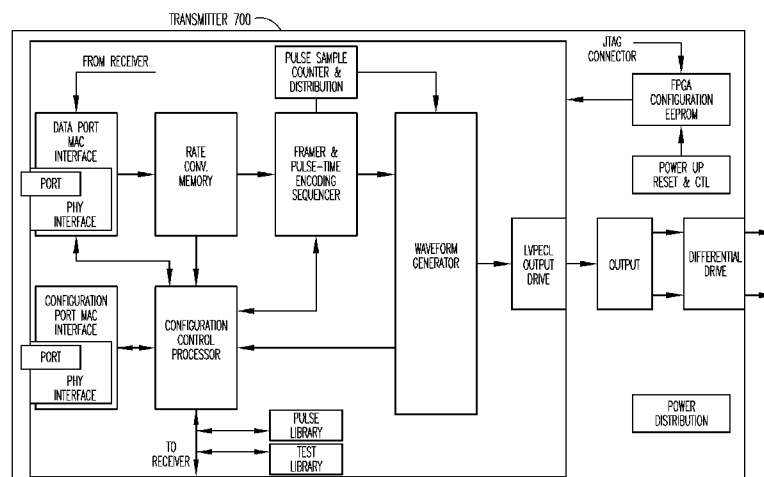 TRANSMITTER 700
FROM RECEIVER
PULSE SAMPLE
COUNTER &
DISTRIBUTION
JTAG
CONNECTOR
FPGA
CONFIGURATION
EEPROM
POWER UP
RESET & CTL
DATA PORT
MAC
INTERFACE
PORT
PHY
INTERFACE
RATE
CONV.
MEMORY
FRAMER &
PULSE-TIME
ENCODING
SEQUENCER
WAVEFORM
GENERATOR
LVPECL
OUTPUT
DRIVE
OUTPUT
DIFFERENTIAL
DRIVE
CONFIGURATION
PORT MAC
INTERFACE
PORT
PHY
INTERFACE
CONFIGURATION
CONTROL
PROCESSOR
TO
RECEIVER
PULSE
LIBRARY
TEST
LIBRARY
POWER
DISTRIBUTION